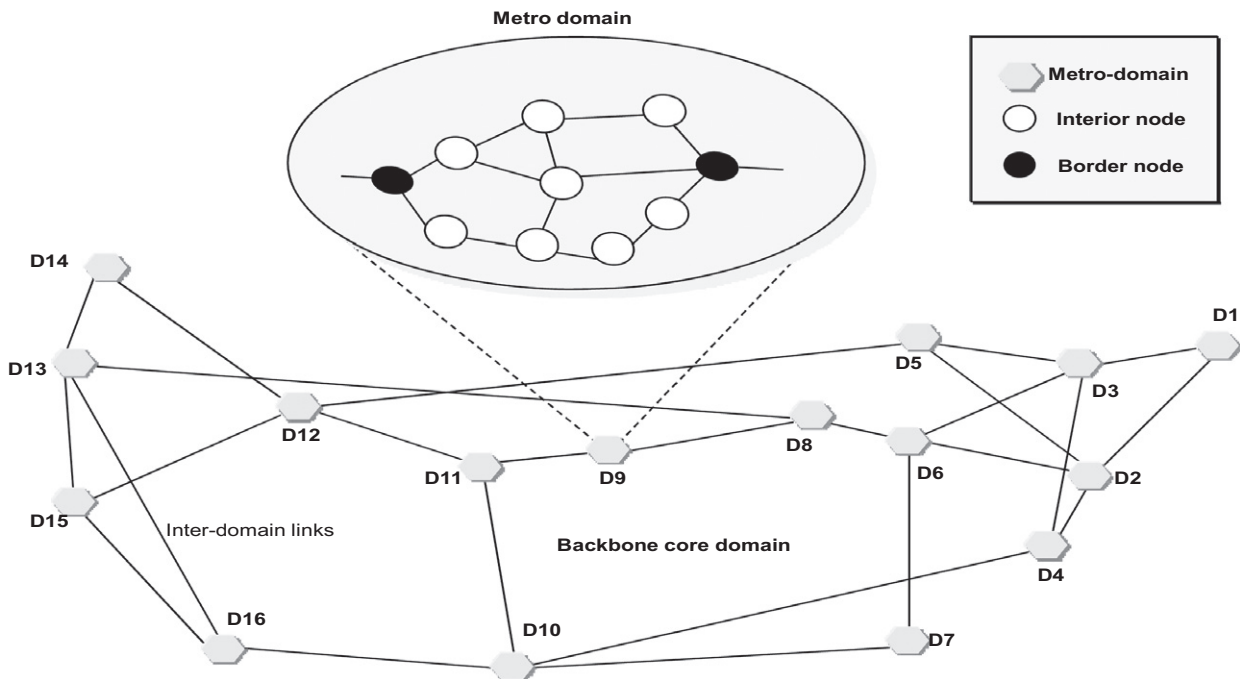 Metro domain
Metro-domain
Interior node
Border node
D14
D1
D13
D5
D3
D12
D8
D11
D9
D6
D2
D15
Inter-domain links
Backbone core domain
D4
D16
D10
D7